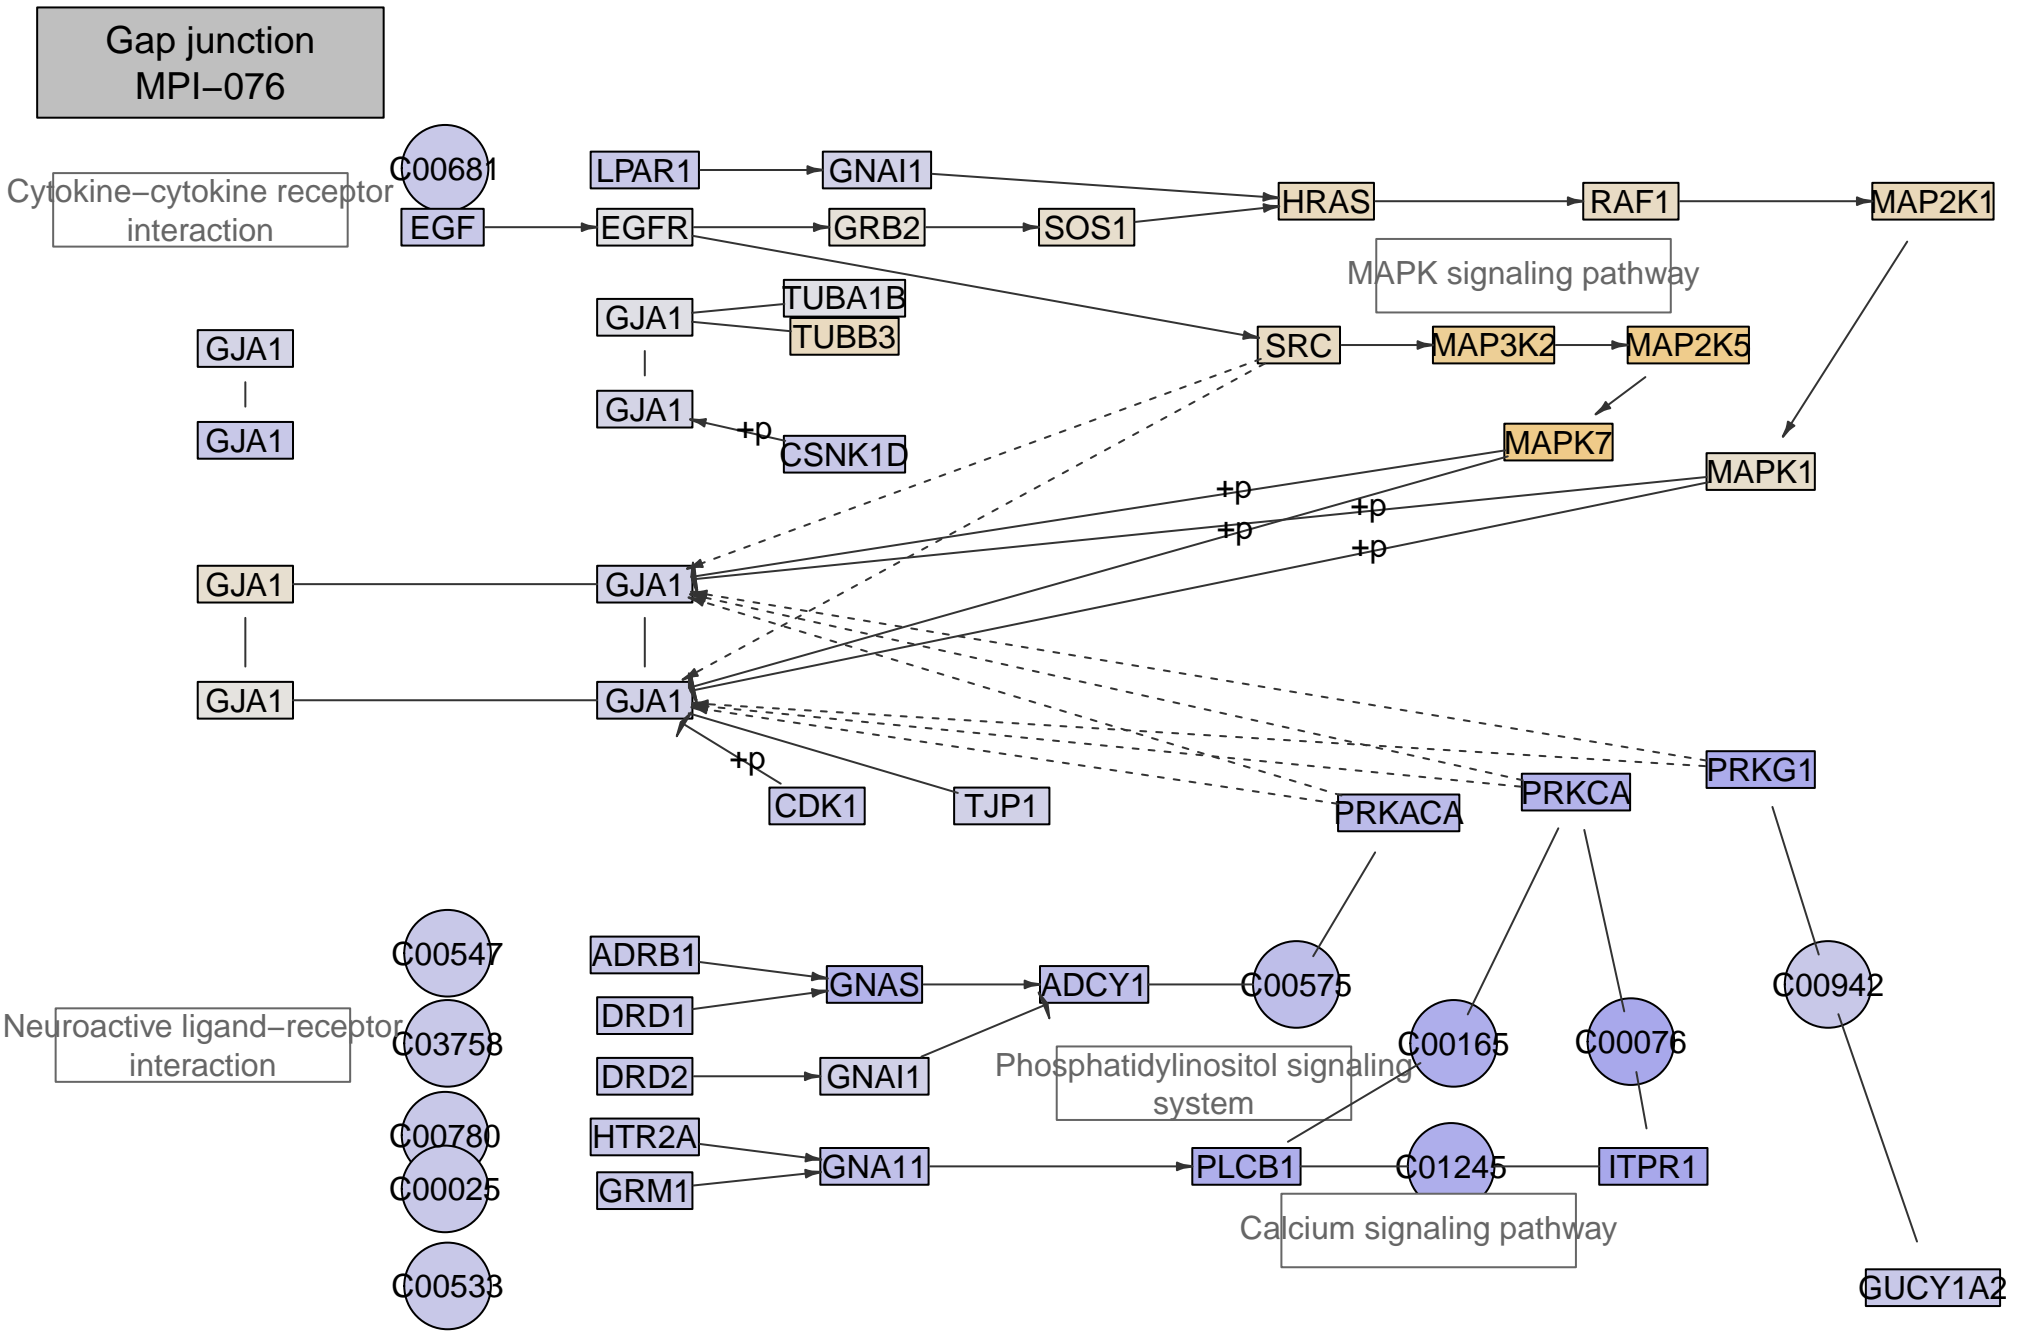 Gap junction
MPI−076
C00681
LPAR1
GNAI1
Cytokine−cytokine receptor
interaction
EGF
EGFR
GRB2
SOS1
HRAS
RAF1
MAP2K1
MAPK signaling pathway
GJA1
TUBA1B
TUBB3
GJA1
SRC
MAP3K2
MAP2K5
GJA1
+p
CSNK1D
GJA1
MAPK7
MAPK1
+p
+p
+p
+p
GJA1
GJA1
GJA1
GJA1
+p
CDK1
TJP1
PRKACA
PRKCA
PRKG1
C00547
ADRB1
GNAS
ADCY1
C00575
C00942
DRD1
Neuroactive ligand−receptor
interaction
C03758
C00165
C00076
DRD2
GNAI1
Phosphatidylinositol signaling
system
C00780
HTR2A
GNA11
PLCB1
C01245
ITPR1
C00025
GRM1
Calcium signaling pathway
C00533
GUCY1A2